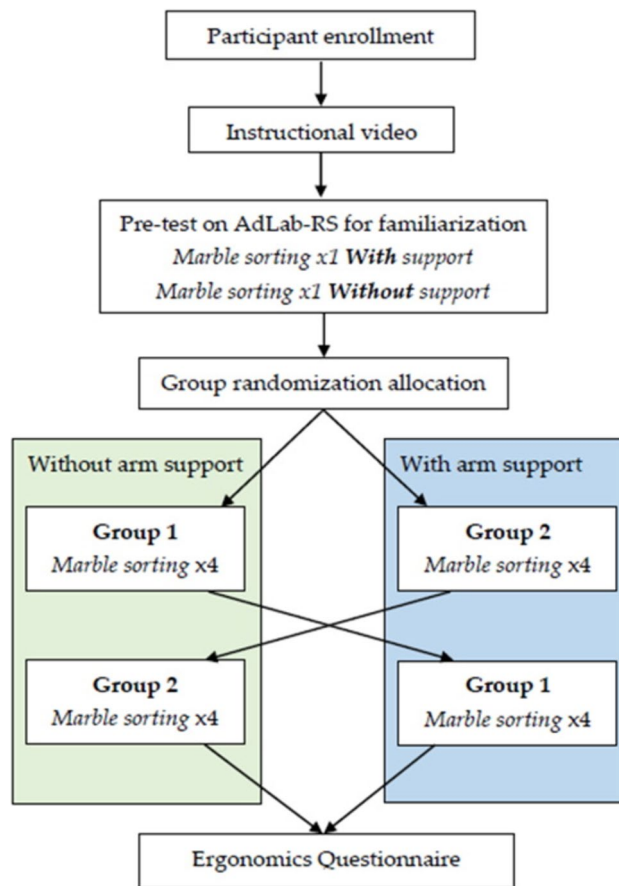 Participant enrollment
Instructional video
Pre-test on AdLab-RS for familiarization
Marble sorting x1 With support
Marble sorting x1 Without support
Group randomization allocation
Without arm support
With arm support
Group 1
Marble sorting x4
Group 2
Marble sorting x4
Group 2
Marble sorting x4
Group 1
Marble sorting x4
Ergonomics Questionnaire